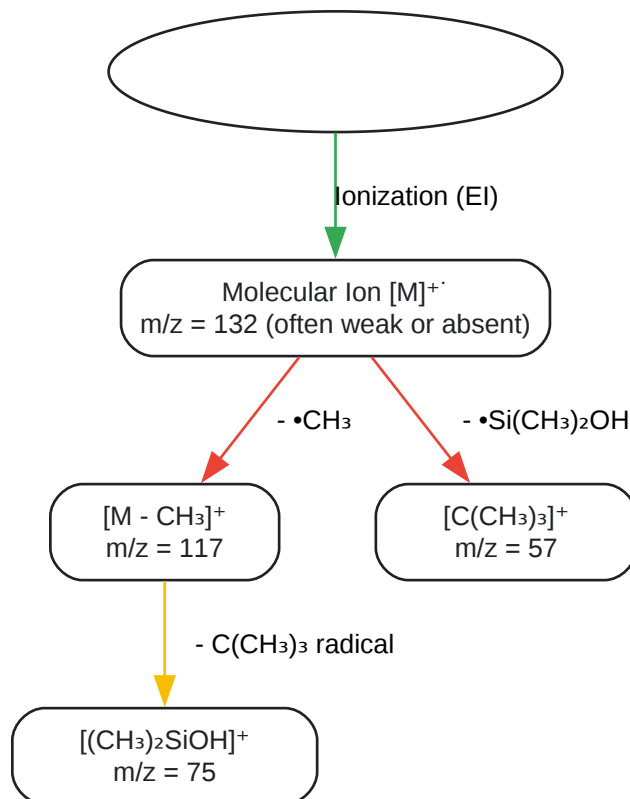 Ionization (EI)
Molecular Ion [M]⁺˙
m/z = 132 (often weak or absent)
- •CH₃
- •Si(CH₃)₂OH
[M - CH₃]⁺
m/z = 117
[C(CH₃)₃]⁺
m/z = 57
- C(CH₃)₃ radical
[(CH₃)₂SiOH]⁺
m/z = 75